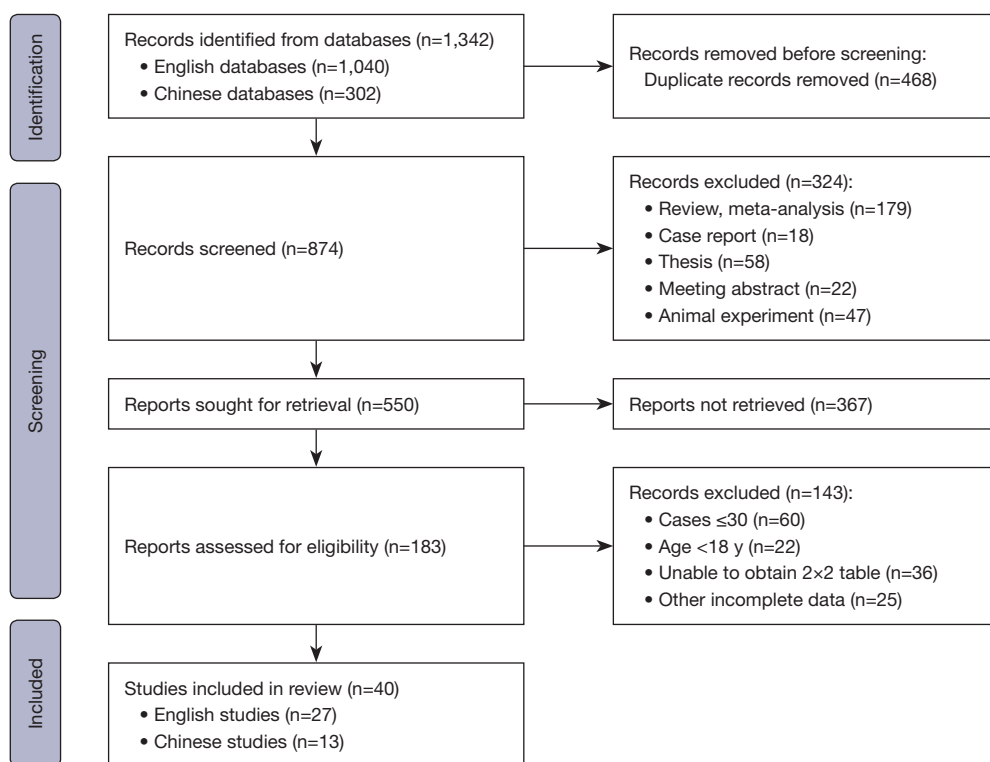 Identification
Records identified from databases (n=1,342)
• English databases (n=1,040)
• Chinese databases (n=302)
Records removed before screening:
Duplicate records removed (n=468)
Screening
Records screened (n=874)
Records excluded (n=324):
• Review, meta-analysis (n=179)
• Case report (n=18)
• Thesis (n=58)
• Meeting abstract (n=22)
• Animal experiment (n=47)
Reports sought for retrieval (n=550)
Reports not retrieved (n=367)
Reports assessed for eligibility (n=183)
Records excluded (n=143):
• Cases ≤30 (n=60)
• Age <18 y (n=22)
• Unable to obtain 2×2 table (n=36)
• Other incomplete data (n=25)
Included
Studies included in review (n=40)
• English studies (n=27)
• Chinese studies (n=13)